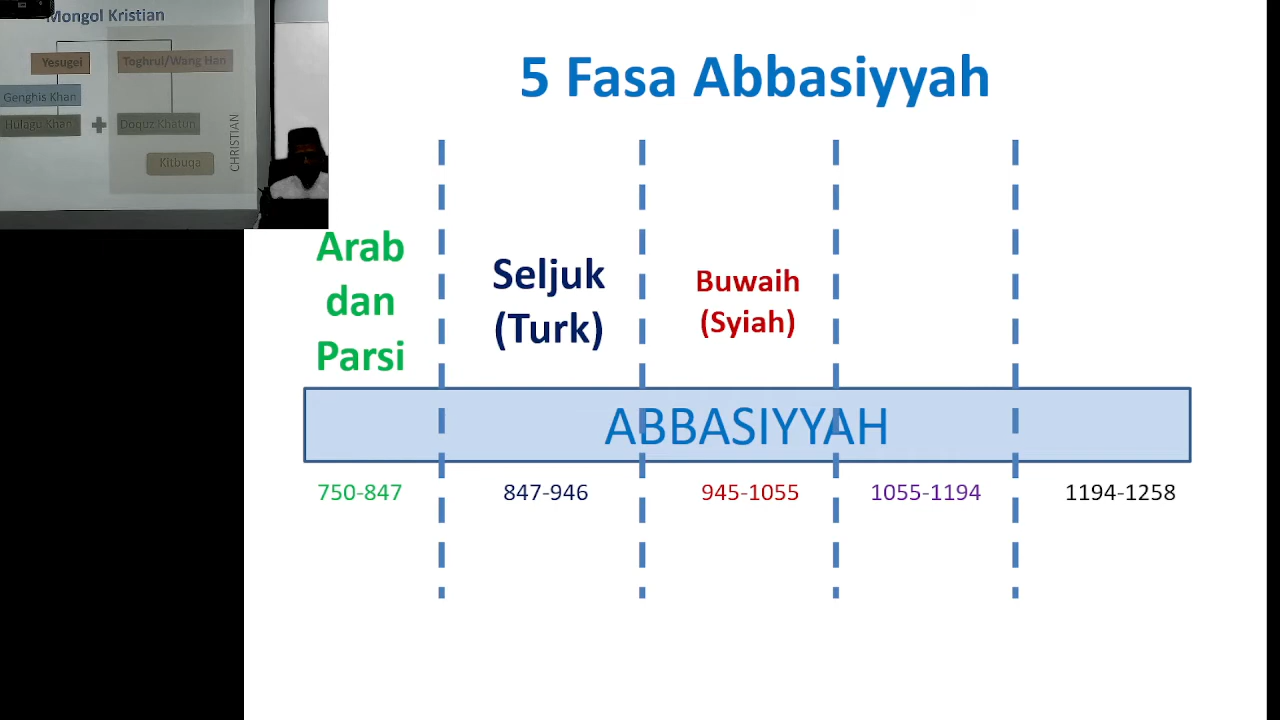 Mongol Kristian
Yesugei
Toghrul/Wang Han
Genghis Khan
Hulagu Khan
Doquz Khatun
Kitbuqa
CHRISTIAN
5 Fasa Abbasiyyah
Arab
dan
Parsi
Seljuk
(Turk)
Buwaih
(Syiah)
ABBASIYYAH
750-847
847-946
945-1055
1055-1194
1194-1258